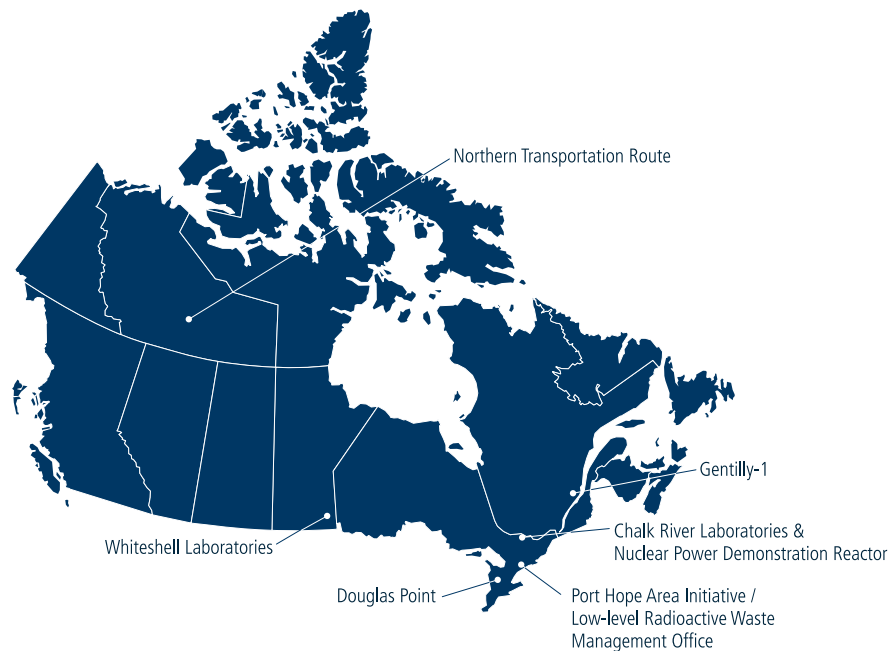 Northern Transportation Route
Gentilly-1
Chalk River Laboratories &
Nuclear Power Demonstration Reactor
Whiteshell Laboratories
Douglas Point
Port Hope Area Initiative /
Low-level Radioactive Waste
Management Office